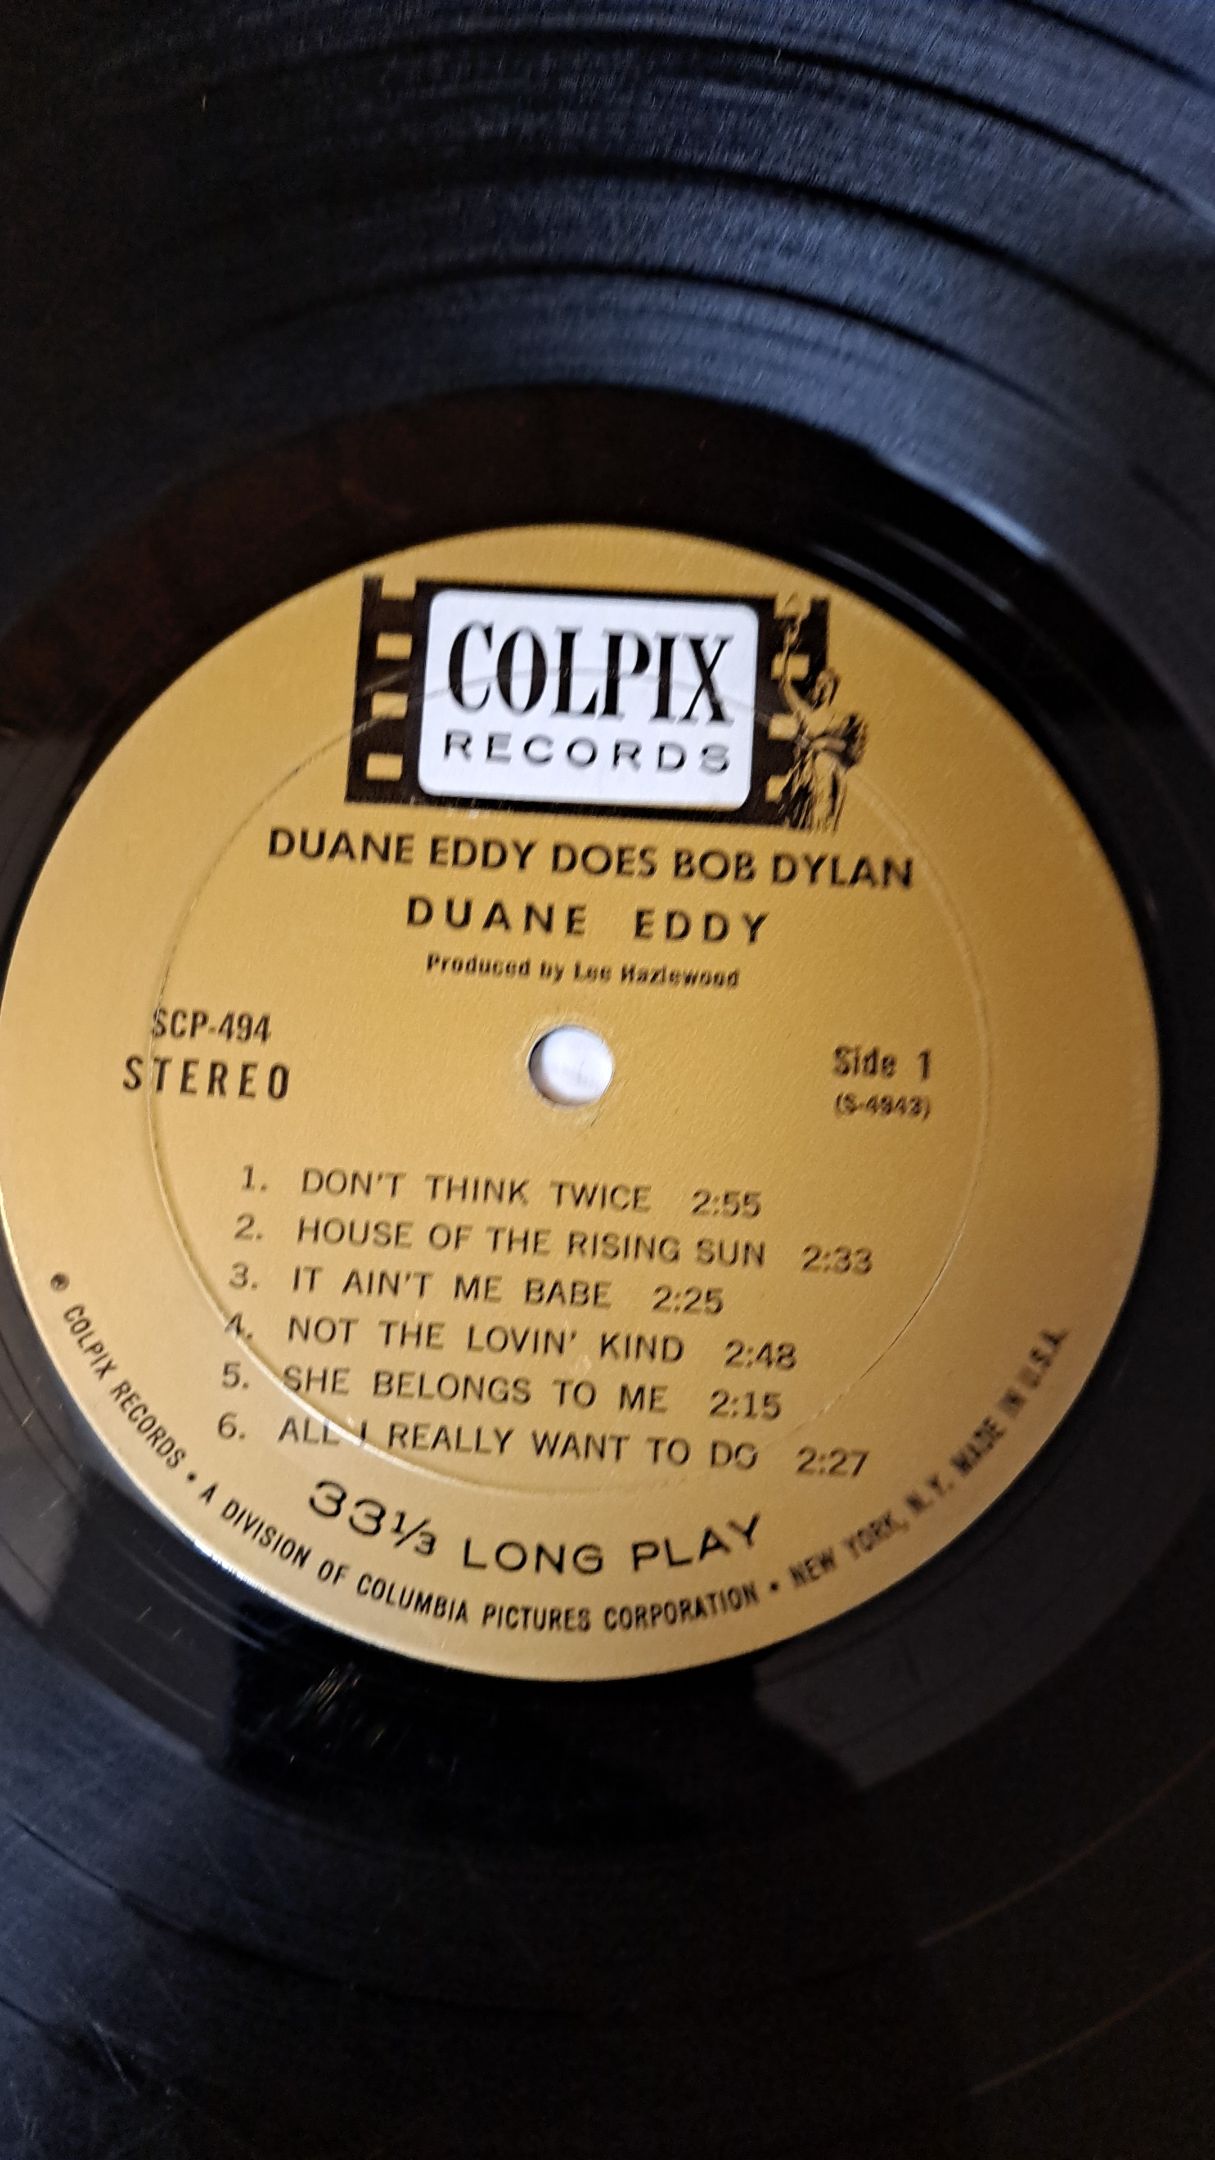 COLPIX
RECORDS
DUANE EDDY DOES BOB DYLAN
DUANE EDDY
Produced by Lee Hazlewood
SCP-494
STEREO
Side 1
(S-4943)
1. DON'T THINK TWICE 2:55
2. HOUSE OF THE RISING SUN 2:33
3. IT AIN'T ME BABE 2:25
4. NOT THE LOVIN' KIND 2:48
5. SHE BELONGS TO ME 2:15
6. ALL I REALLY WANT TO DO 2:27
33⅓ LONG PLAY
℗ COLPIX RECORDS • A DIVISION OF COLUMBIA PICTURES CORPORATION • NEW YORK, N.Y. MADE IN U.S.A.